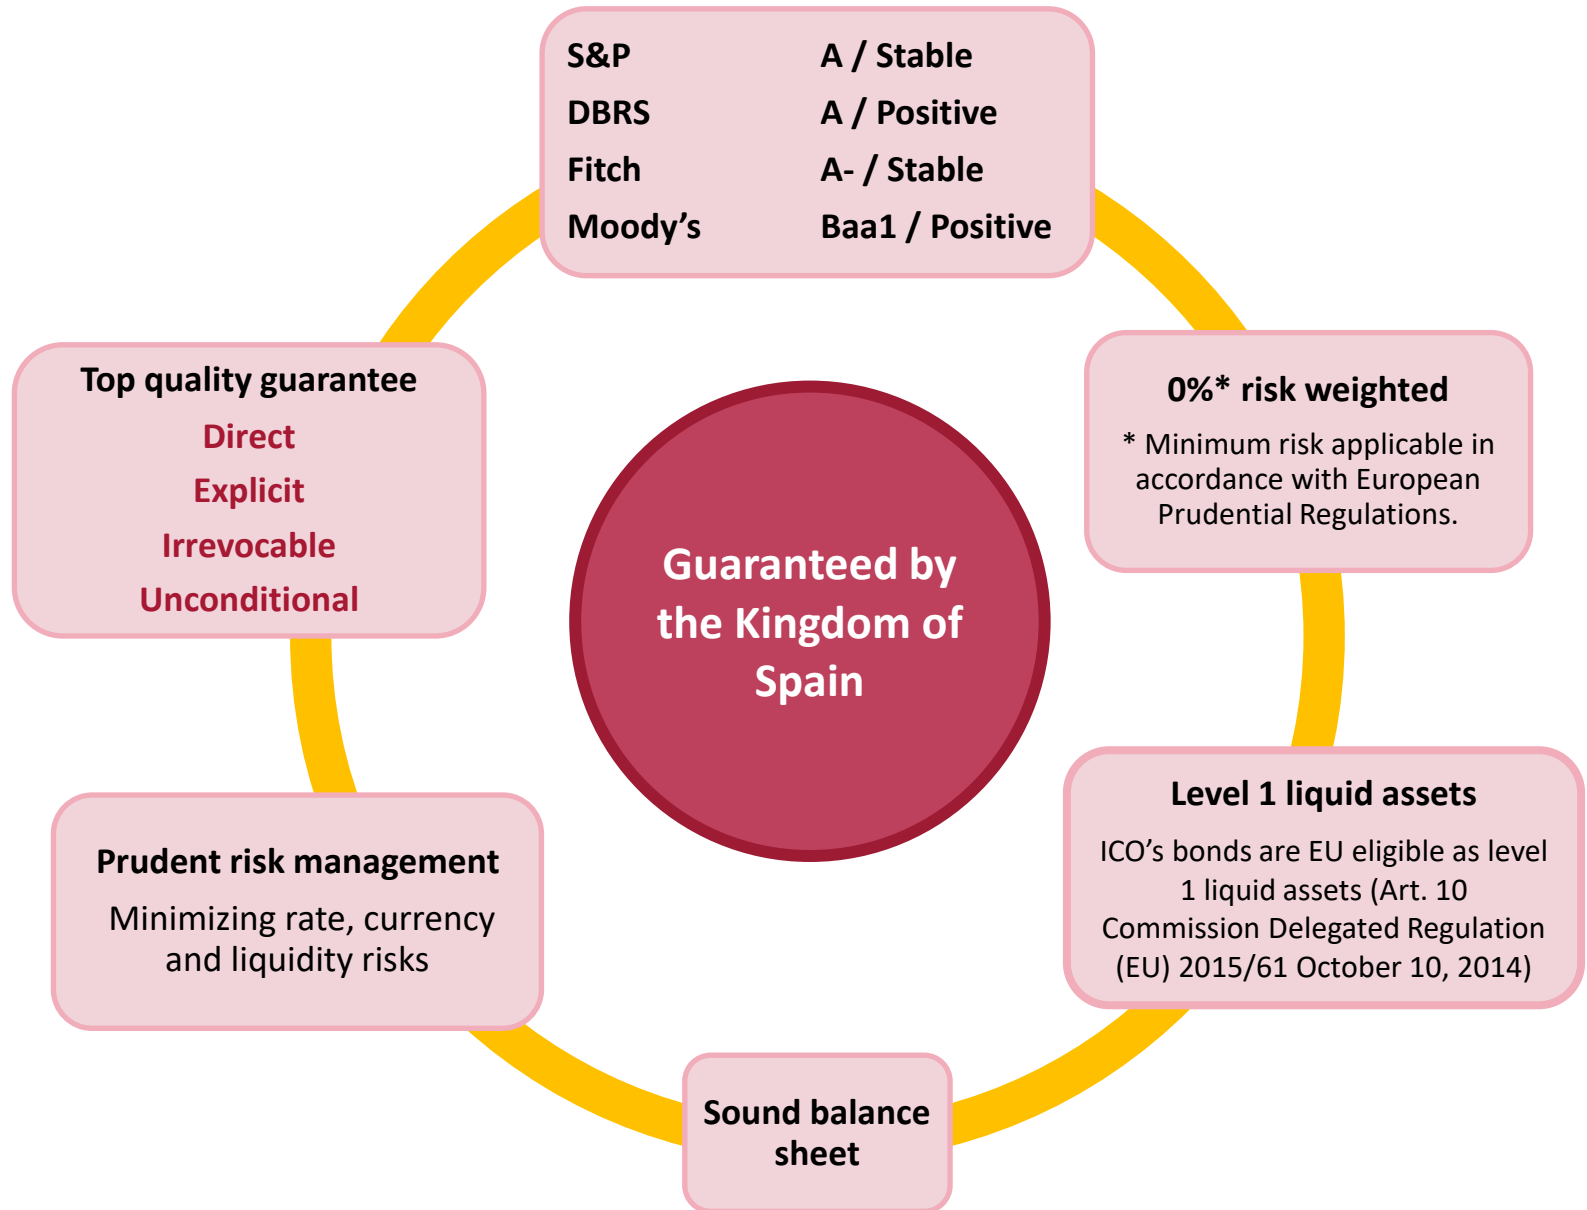 S&P A / Stable
DBRS A / Positive
Fitch A- / Stable
Moody’s Baa1 / Positive
Top quality guarantee
Direct
Explicit
Irrevocable
Unconditional
0%* risk weighted
* Minimum risk applicable in
accordance with European
Prudential Regulations.
Guaranteed by
the Kingdom of
Spain
Prudent risk management
Minimizing rate, currency
and liquidity risks
Level 1 liquid assets
ICO’s bonds are EU eligible as level
1 liquid assets (Art. 10
Commission Delegated Regulation
(EU) 2015/61 October 10, 2014)
Sound balance
sheet